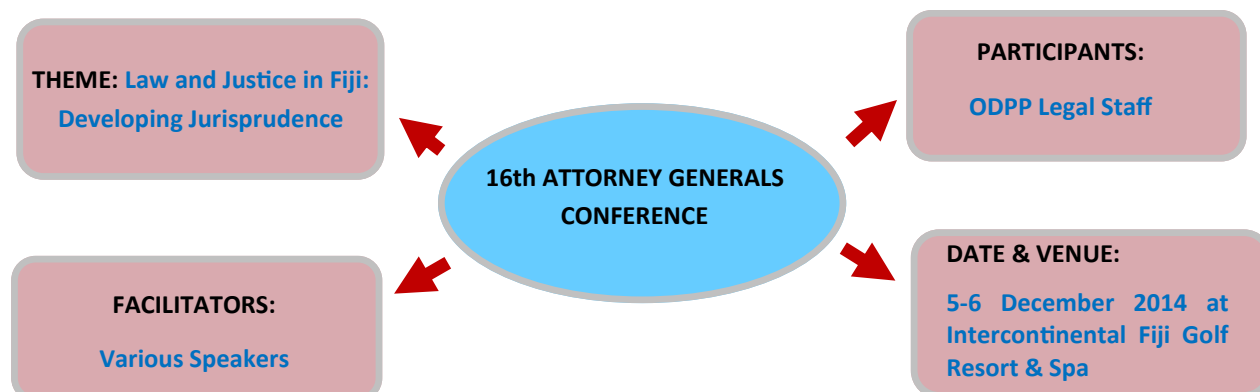 THEME: Law and Justice in Fiji:
Developing Jurisprudence
PARTICIPANTS:
ODPP Legal Staff
16th ATTORNEY GENERALS
CONFERENCE
FACILITATORS:
Various Speakers
DATE & VENUE:
5-6 December 2014 at
Intercontinental Fiji Golf
Resort & Spa